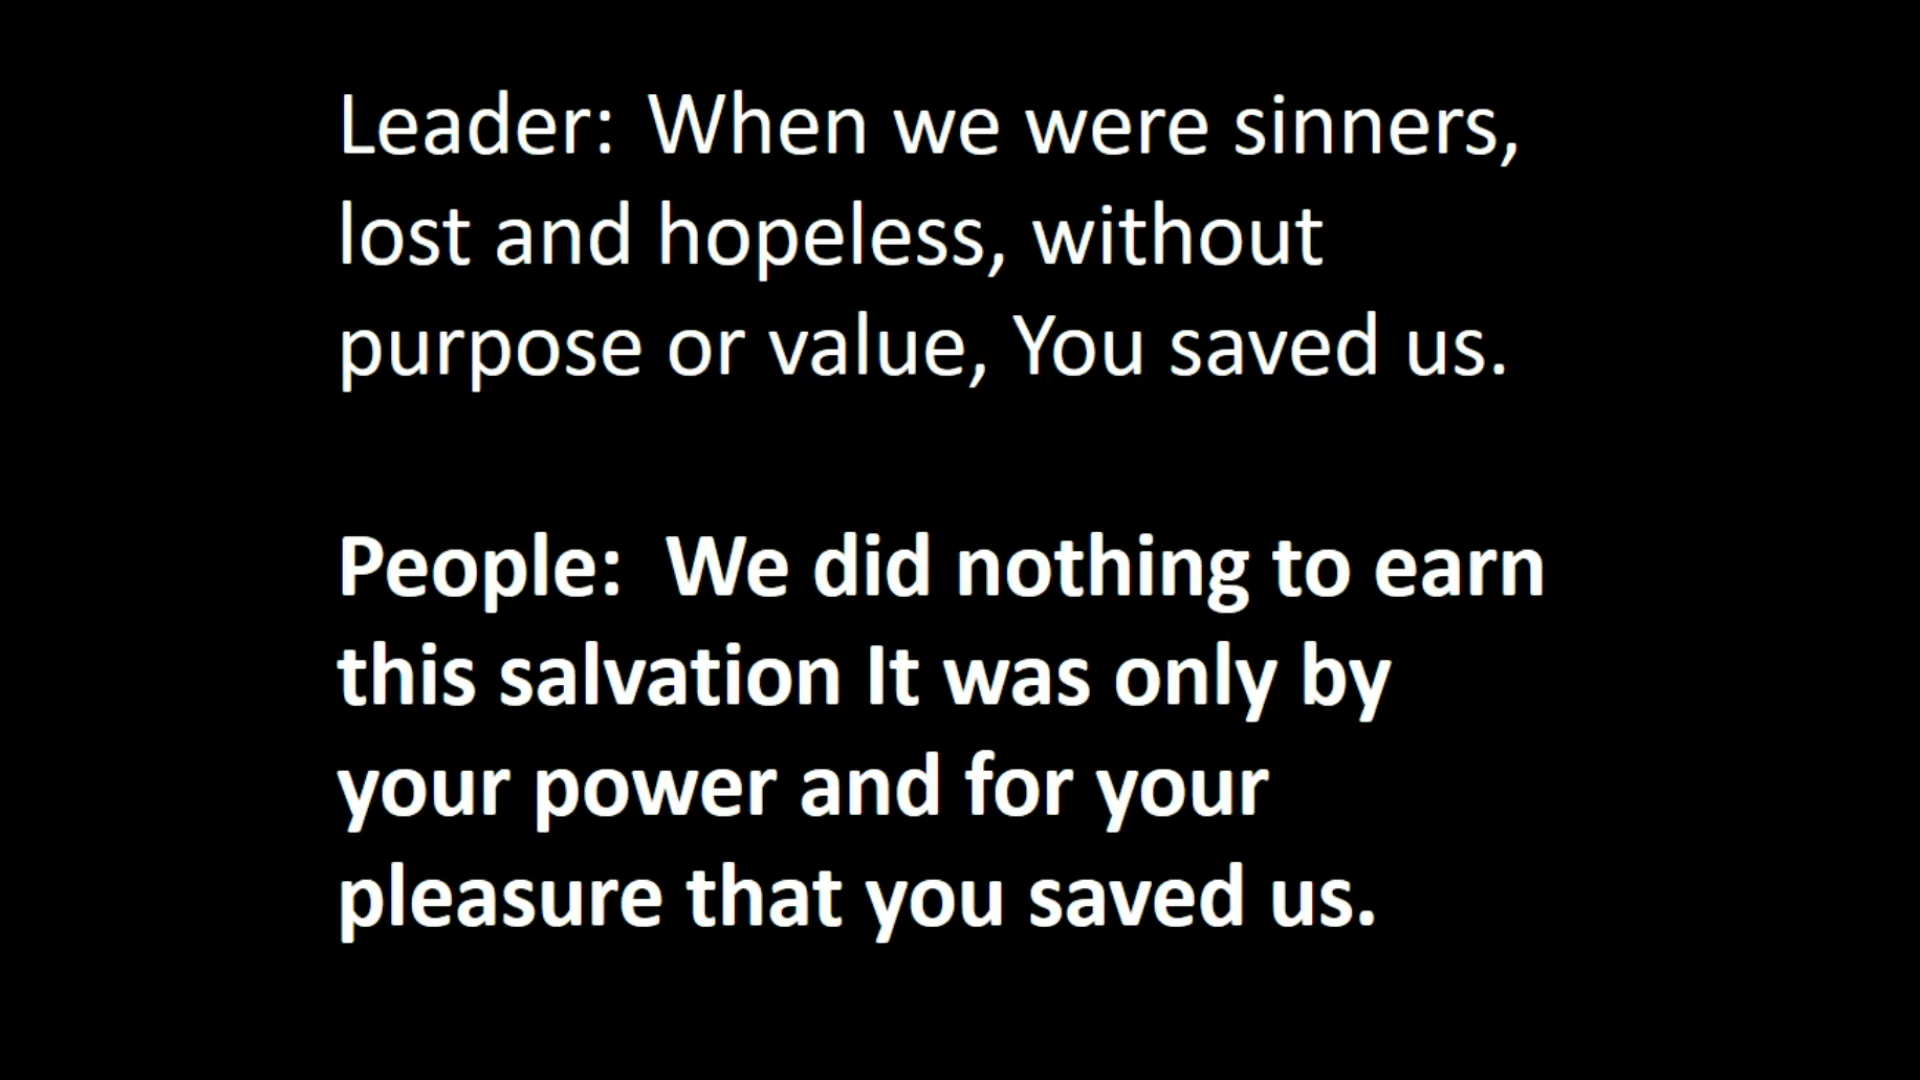 Leader: When we were sinners,
lost and hopeless, without
purpose or value, You saved us.
People: We did nothing to earn
this salvation It was only by
your power and for your
pleasure that you saved us.